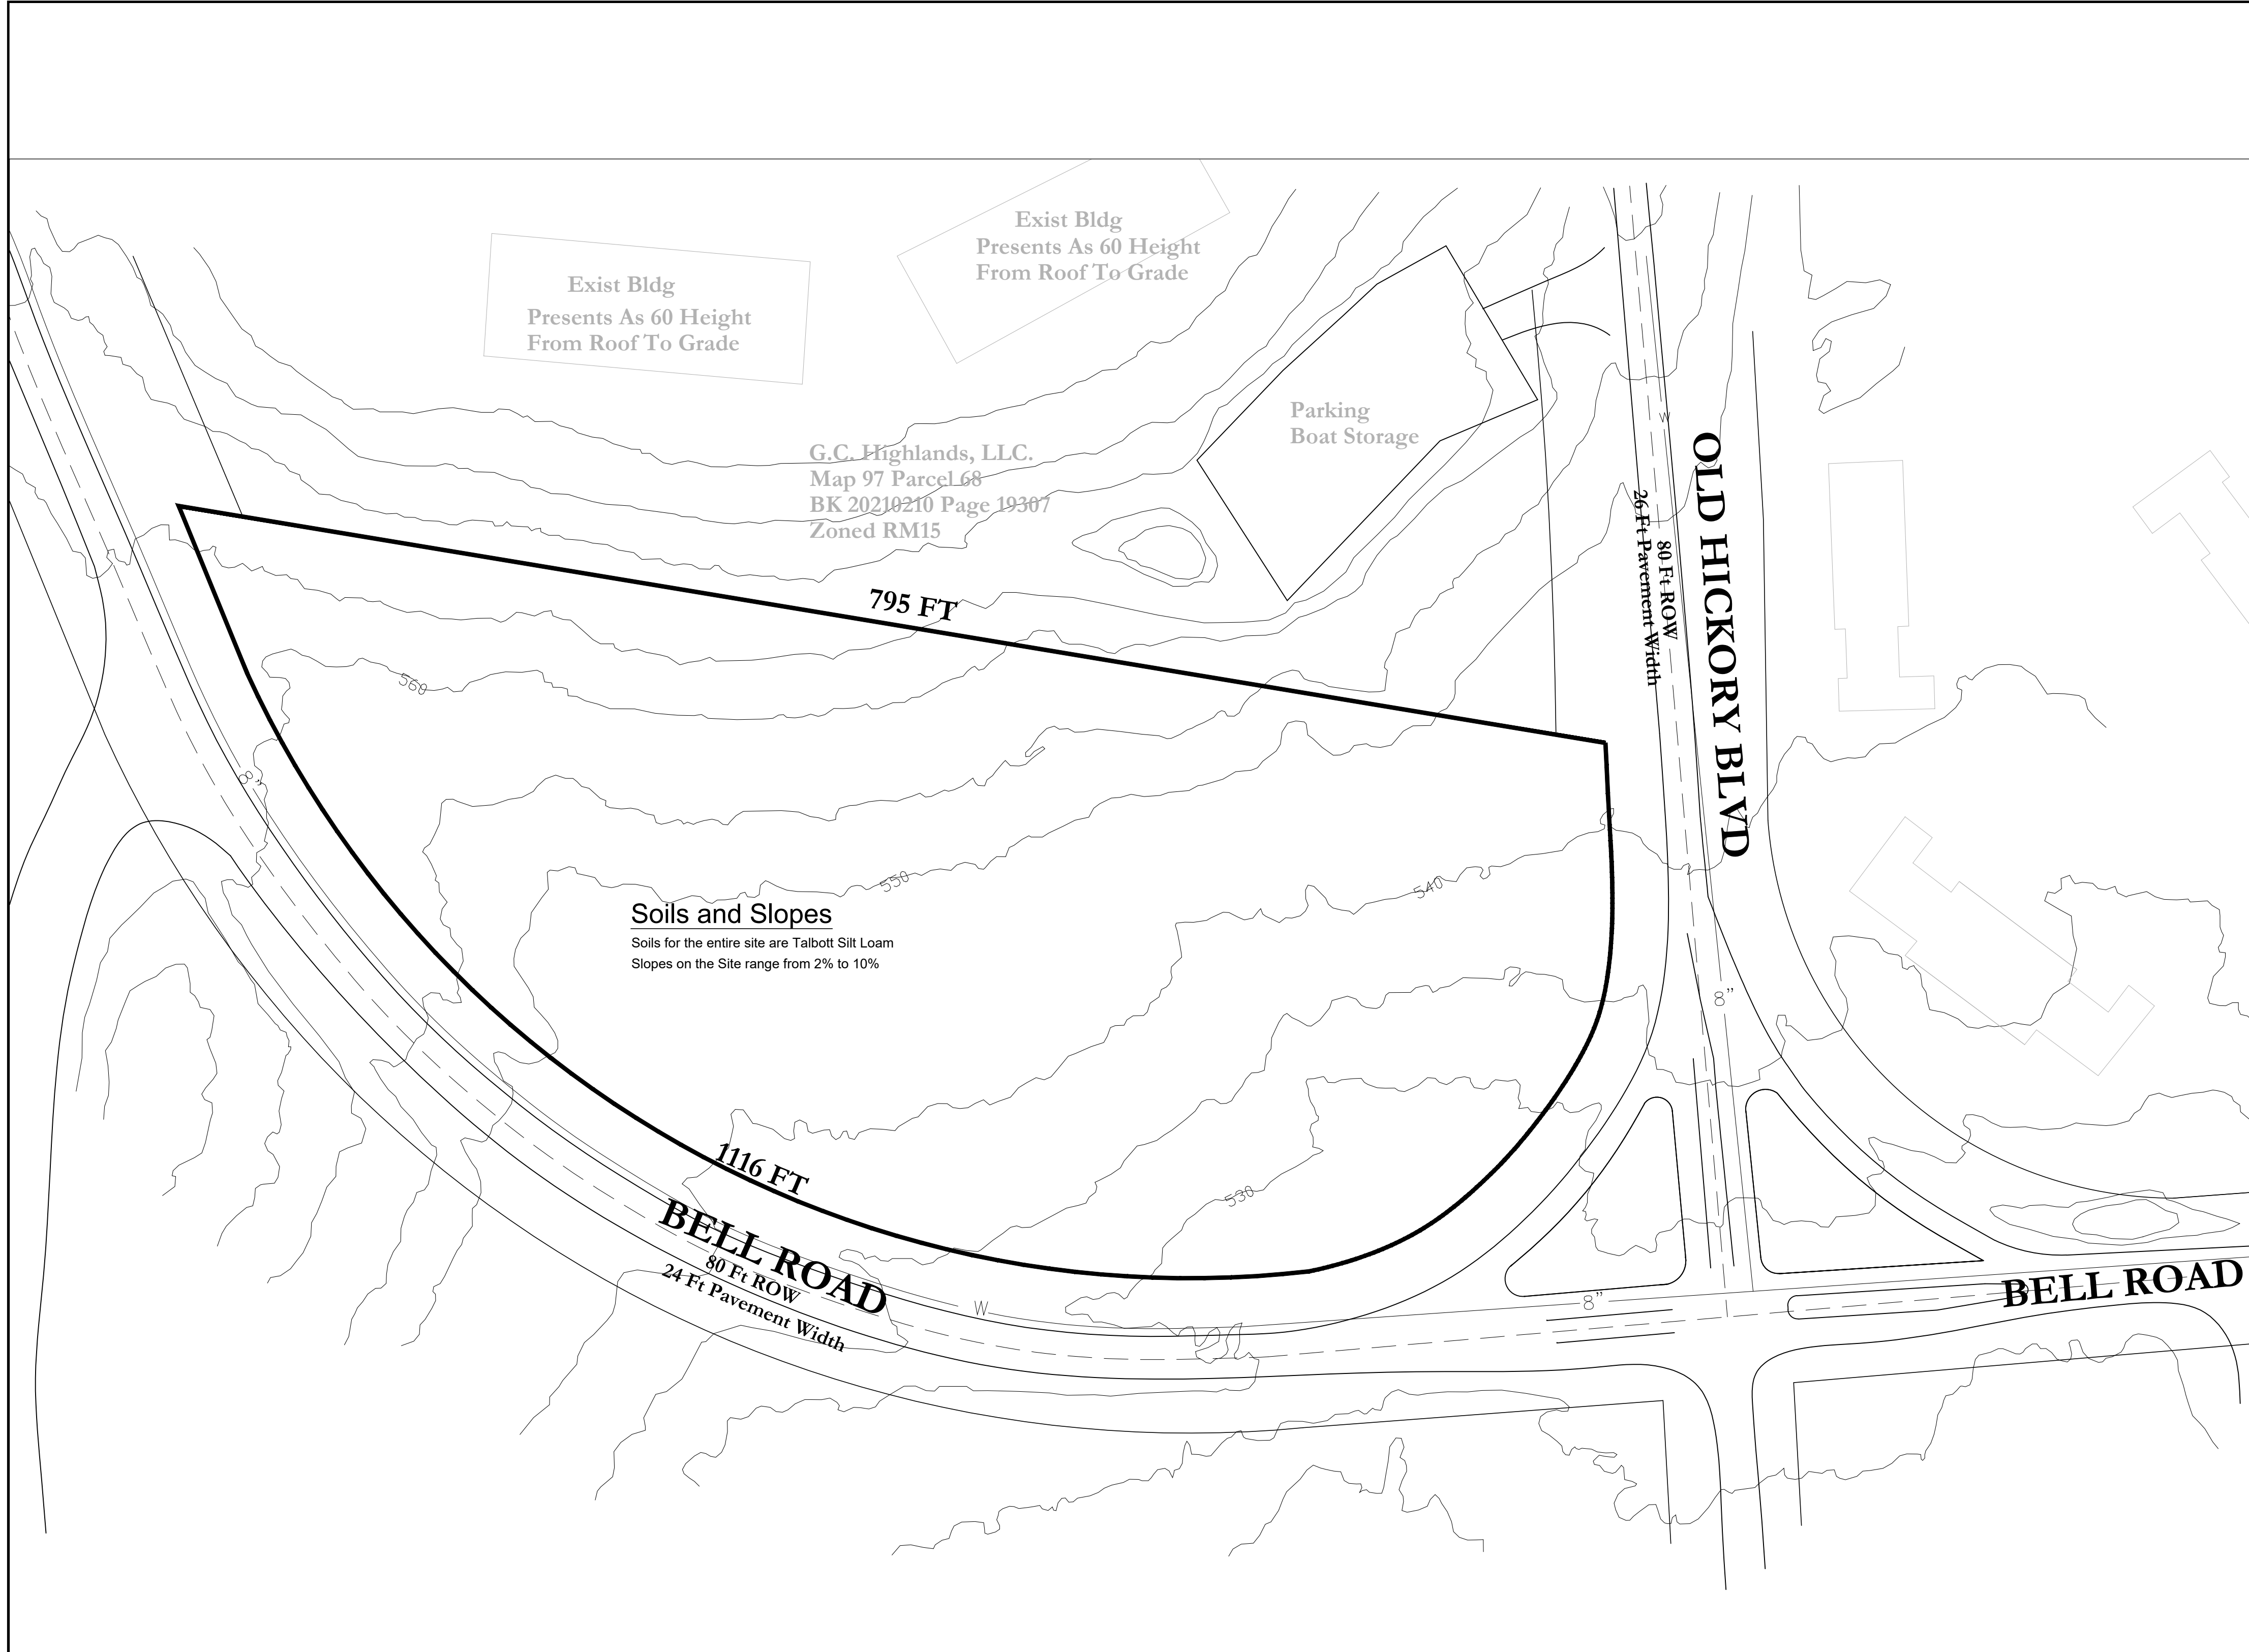 Exist Bldg
Presents As 60 Height
From Roof To Grade
Exist Bldg
Presents As 60 Height
From Roof To Grade
Parking
Boat Storage
G.C. Highlands, LLC.
Map 97 Parcel 68
BK 20210210 Page 19307
Zoned RM15
W
OLD HICKORY BLVD
80 Ft ROW
26 Ft Pavement Width
795 FT
560
8"
550
540
Soils and Slopes
Soils for the entire site are Talbott Silt Loam
Slopes on the Site range from 2% to 10%
8"
1116 FT
530
BELL ROAD
80 Ft ROW
24 Ft Pavement Width
W
8"
BELL ROAD